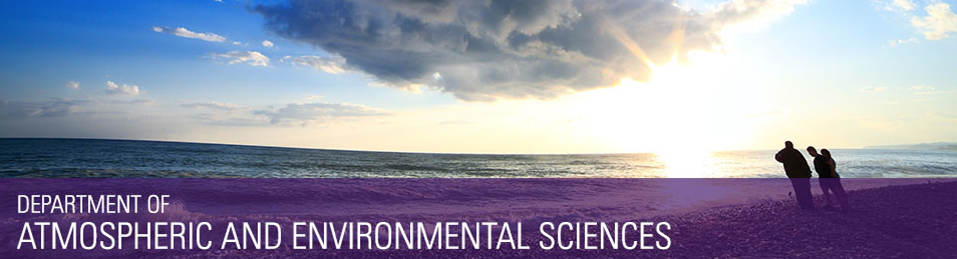 DEPARTMENT OF
ATMOSPHERIC AND ENVIRONMENTAL SCIENCES